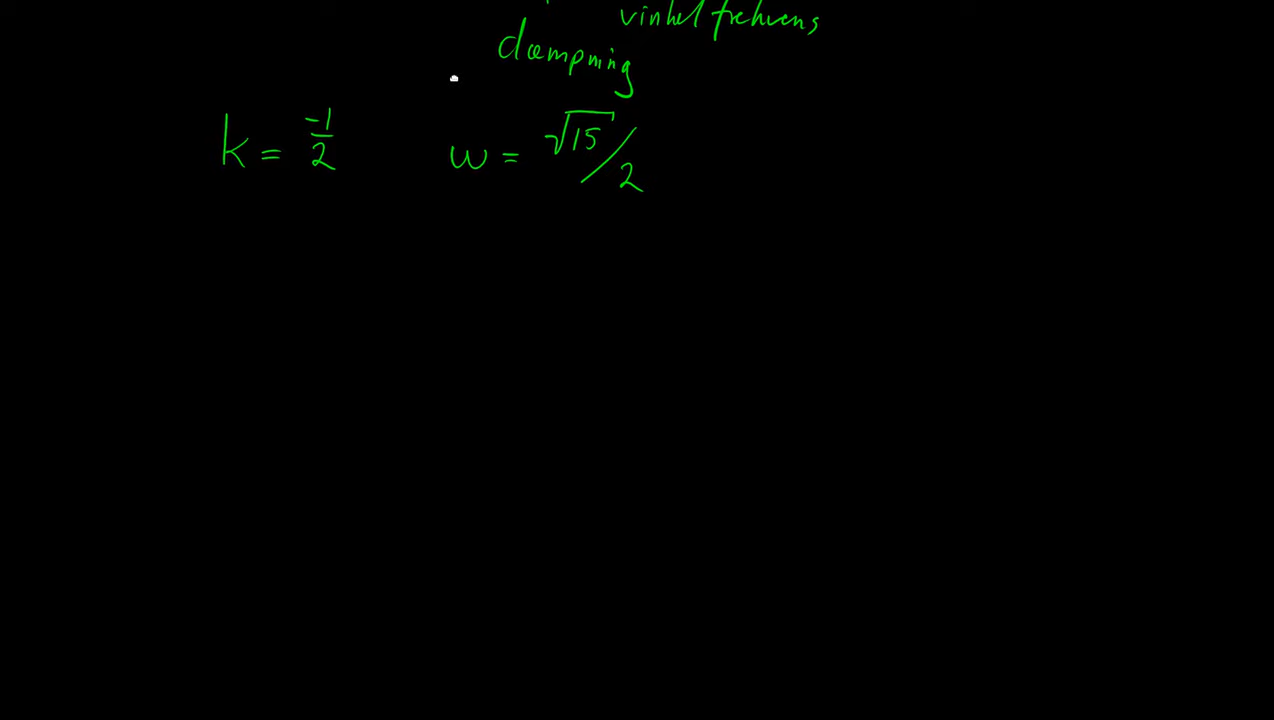 vinkelfrekvens
dæmpning
k = -1/2 w = √15/2